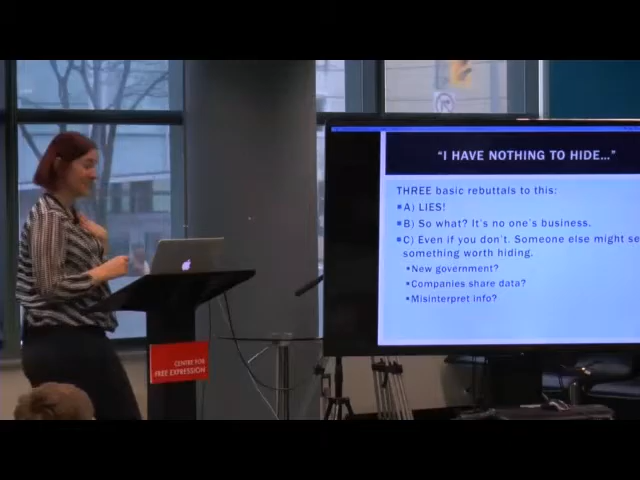 "I HAVE NOTHING TO HIDE..."
THREE basic rebuttals to this:
A) LIES!
B) So what? It's no one's business.
C) Even if you don't. Someone else might se
something worth hiding.
New government?
Companies share data?
Misinterpret info?
CENTRE FOR
FREE EXPRESSION